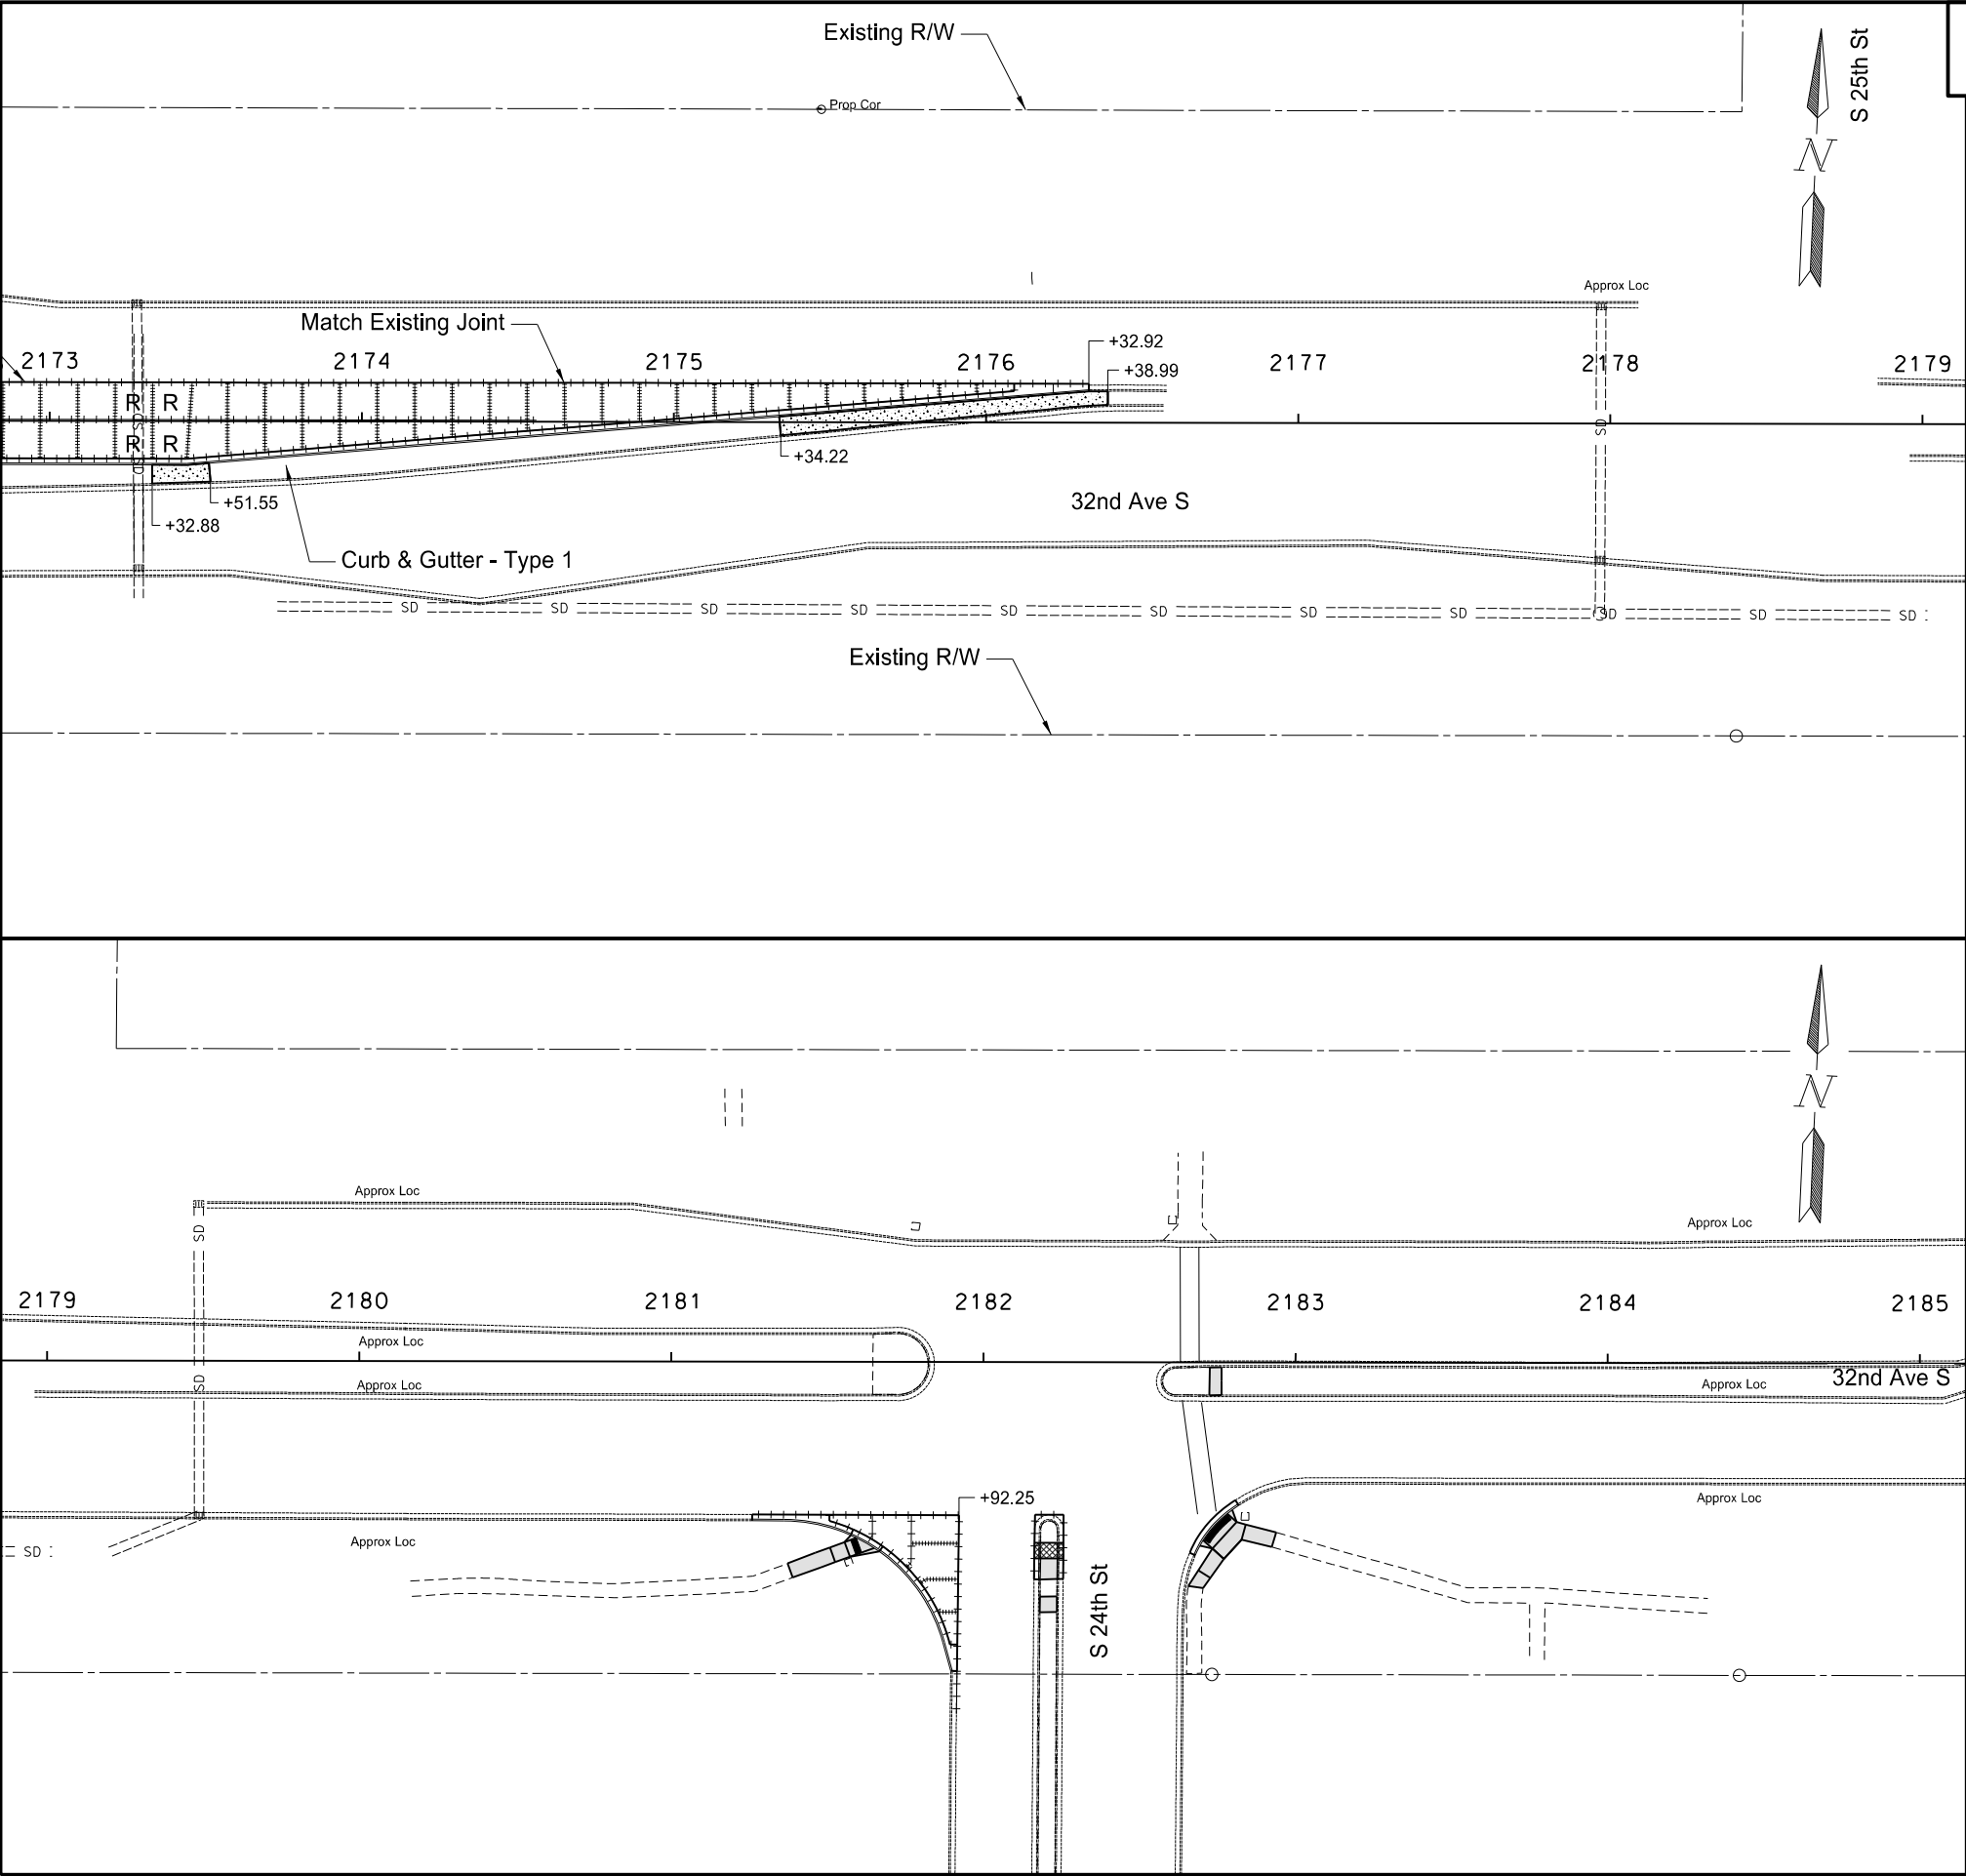 Existing R/W
S 25th St
Prop Cor
N
Approx Loc
Match Existing Joint
+32.92
2173
2174
2175
2176
2177
2178
2179
+38.99
R R
SD
SD
R R
SD
+34.22
+51.55
32nd Ave S
+32.88
Curb & Gutter - Type 1
SD SD SD SD SD SD SD SD SD SD SD
Existing R/W
N
Approx Loc
Approx Loc
SD
2179
2180
2181
2182
2183
2184
2185
Approx Loc
32nd Ave S
SD
Approx Loc
Approx Loc
+92.25
Approx Loc
Approx Loc
SD
S 24th St